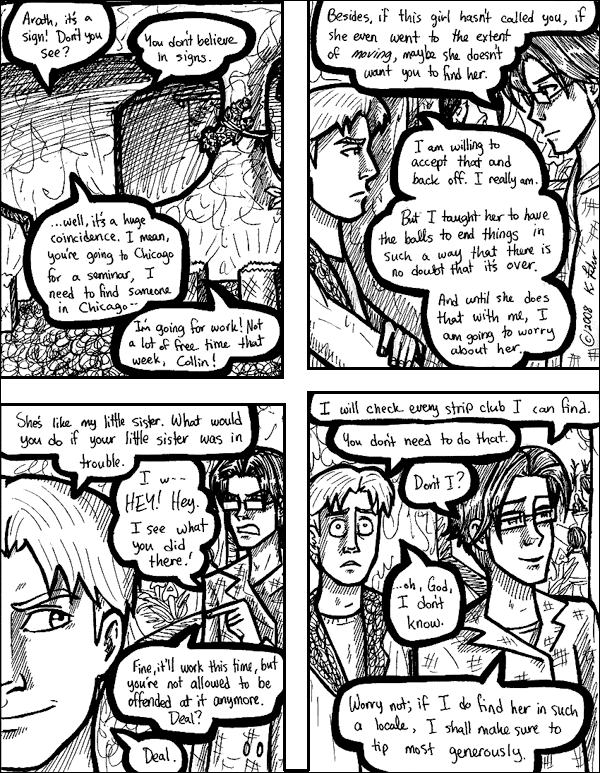 Arath, it's a
sign! Don't you
see?
You don't believe
in signs.
...well, it's a huge
coincidence. I mean,
you're going to Chicago
for a seminar, I
need to find someone
in Chicago--
I'm going for work! Not
a lot of free time that
week, Collin!
Besides, if this girl hasn't called you, if
she even went to the extent
of moving, maybe she doesn't
want you to find her.
I am willing to
accept that and
back off. I really am.
But I taught her to have
the balls to end things in
such a way that there is
no doubt that it's over.
And until she does
that with me, I
am going to worry
about her.
©2008
She's like my little sister. What would
you do if your little sister was in
trouble.
I w---
HEY! Hey.
I see what
you did
there!
Fine, it'll work this time, but
you're not allowed to be
offended at it anymore.
Deal?
Deal.
I will check every strip club I can find.
You don't need to do that.
Don't I?
...oh, God,
I don't
know.
Worry not; if I do find her in such
a locale, I shall make sure to
tip most generously.